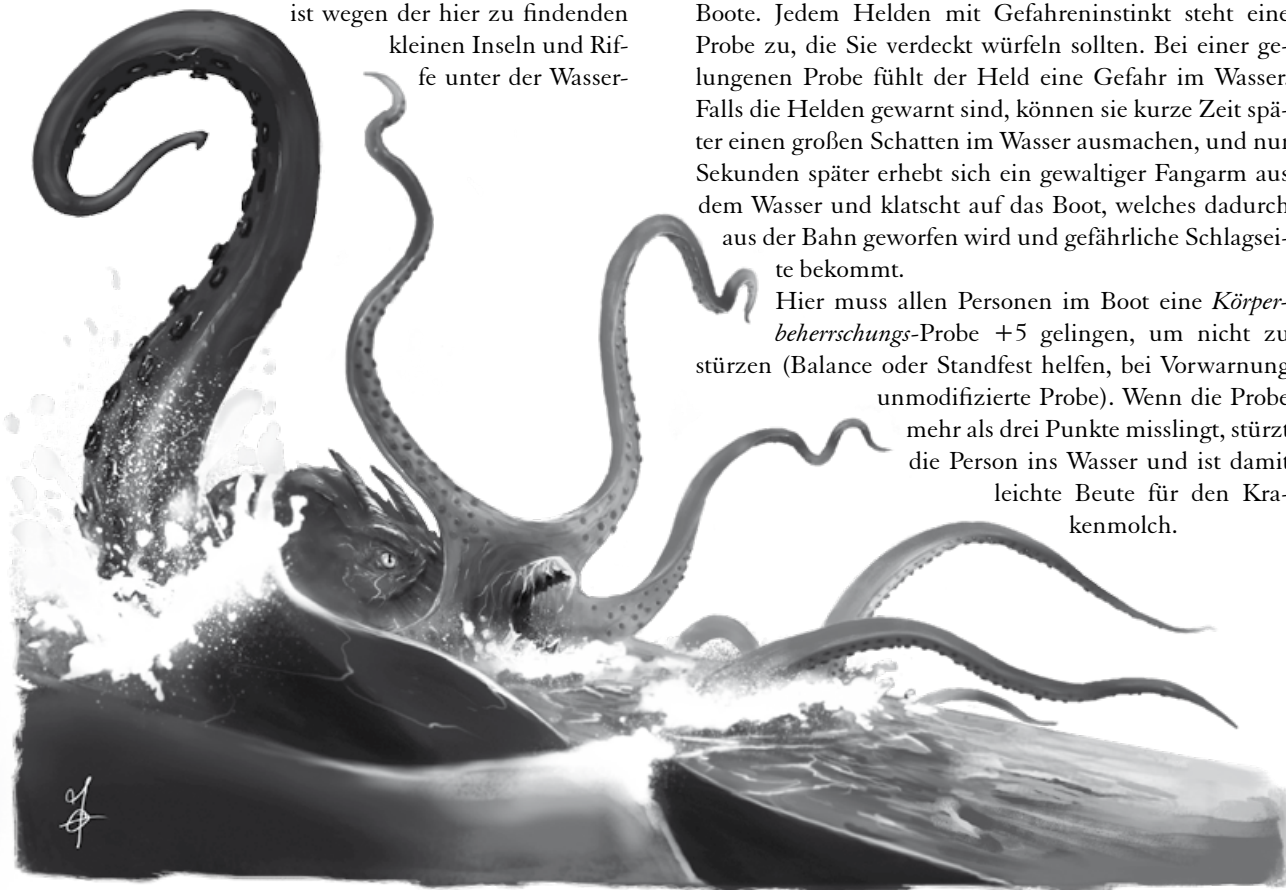 ist wegen der hier zu findenden
kleinen Inseln und Rif-
fe unter der Wasser-
Boote. Jedem Helden mit Gefahreninstinkt steht eine
Probe zu, die Sie verdeckt würfeln sollten. Bei einer ge-
lungenen Probe fühlt der Held eine Gefahr im Wasser.
Falls die Helden gewarnt sind, können sie kurze Zeit spä-
ter einen großen Schatten im Wasser ausmachen, und nur
Sekunden später erhebt sich ein gewaltiger Fangarm aus
dem Wasser und klatscht auf das Boot, welches dadurch
aus der Bahn geworfen wird und gefährliche Schlagsei-
te bekommt.
Hier muss allen Personen im Boot eine Körper-
beherrschungs-Probe +5 gelingen, um nicht zu
stürzen (Balance oder Standfest helfen, bei Vorwarnung
unmodifizierte Probe). Wenn die Probe
mehr als drei Punkte misslingt, stürzt
die Person ins Wasser und ist damit
leichte Beute für den Kra-
kenmolch.